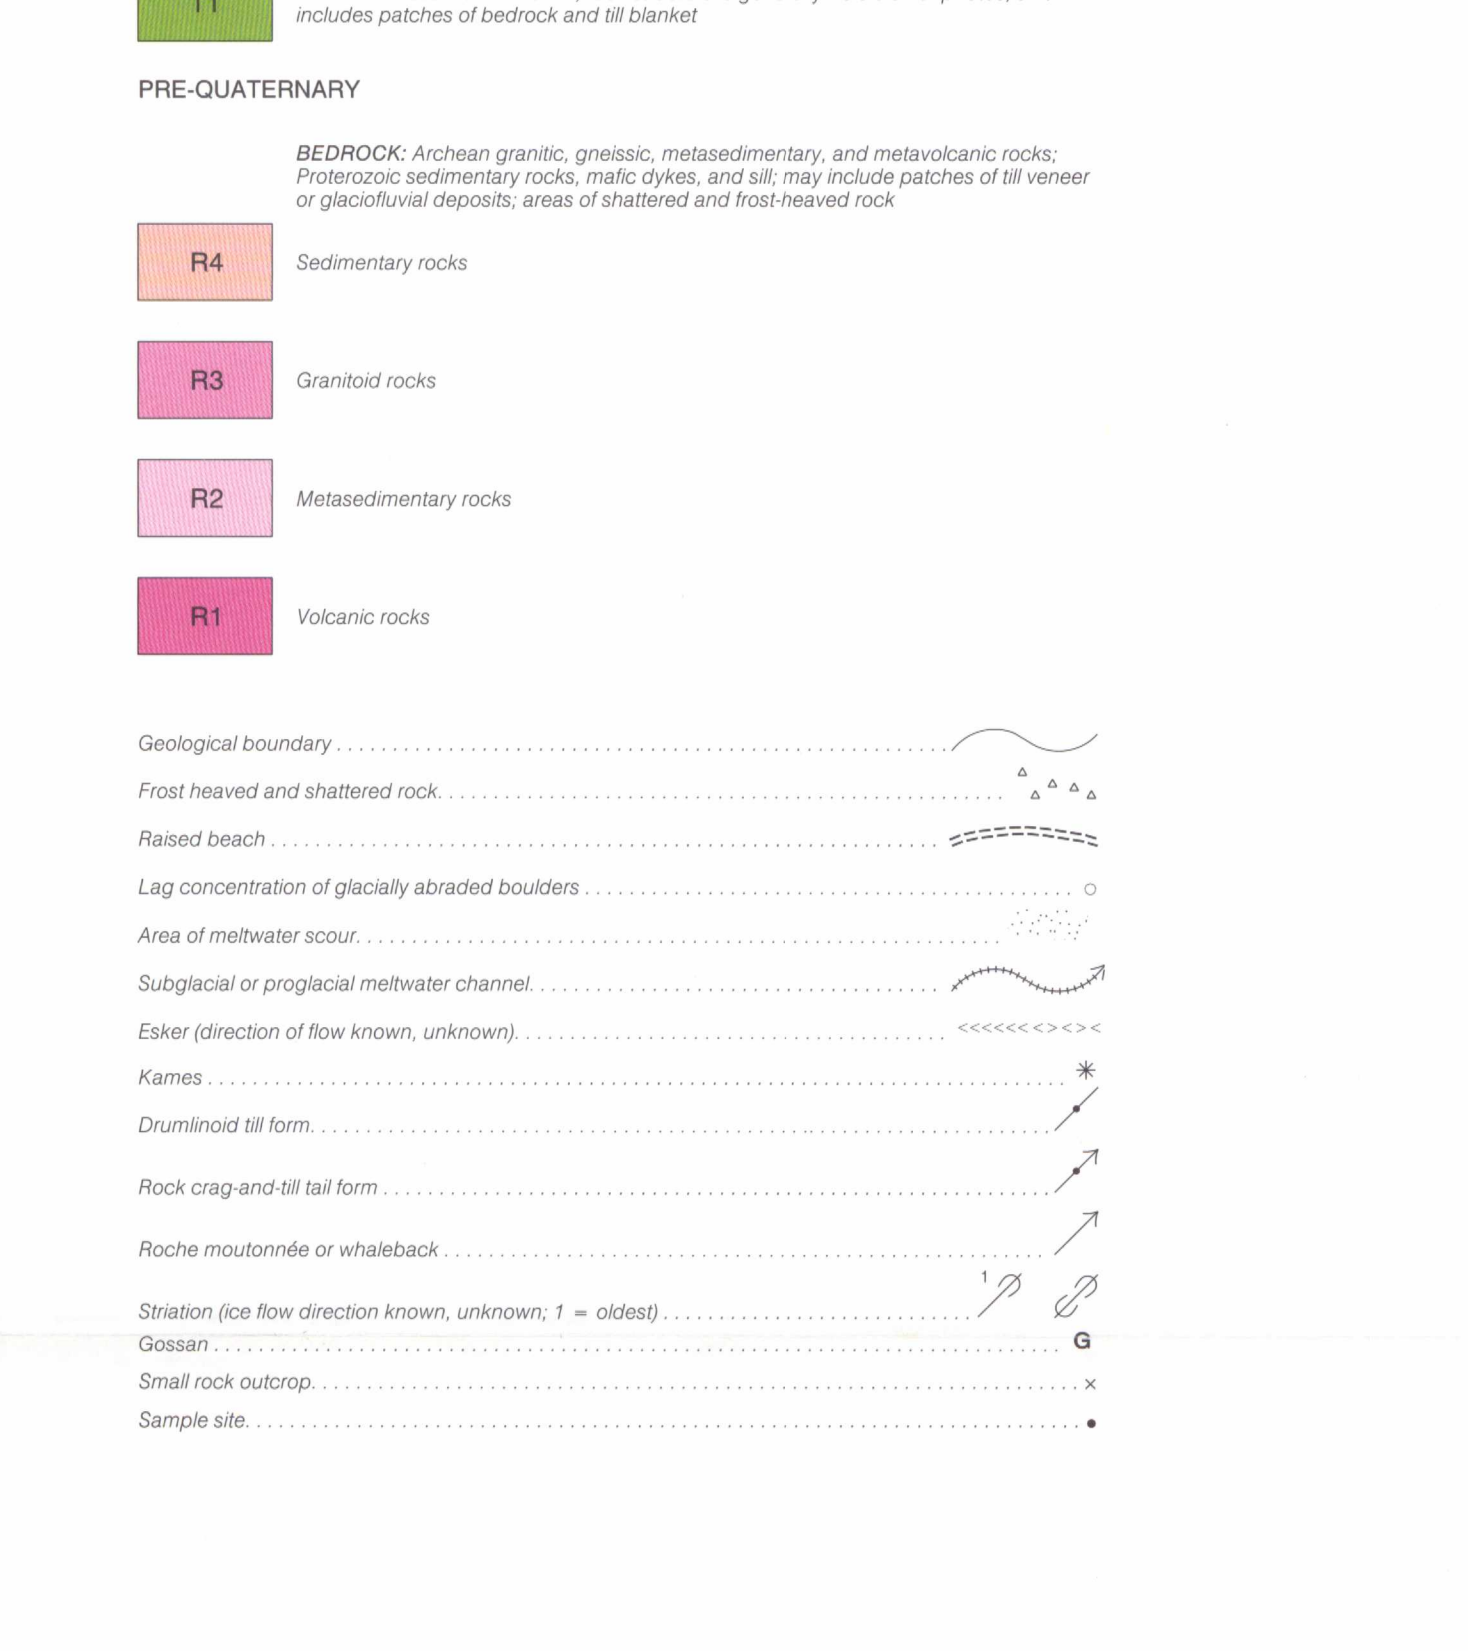 includes patches of bedrock and till blanket
PRE-QUATERNARY
BEDROCK: Archean granitic, gneissic, metasedimentary, and metavolcanic rocks;
Proterozoic sedimentary rocks, mafic dykes, and sill; may include patches of till veneer
or glaciofluvial deposits; areas of shattered and frost-heaved rock
R4 Sedimentary rocks
R3 Granitoid rocks
R2 Metasedimentary rocks
R1 Volcanic rocks
Geological boundary
Frost heaved and shattered rock
Raised beach
Lag concentration of glacially abraded boulders
Area of meltwater scour
Subglacial or proglacial meltwater channel
Esker (direction of flow known, unknown)
Kames
Drumlinoid till form
Rock crag-and-till tail form
Roche moutonnée or whaleback
Striation (ice flow direction known, unknown; 1 = oldest) 1
Gossan G
Small rock outcrop x
Sample site